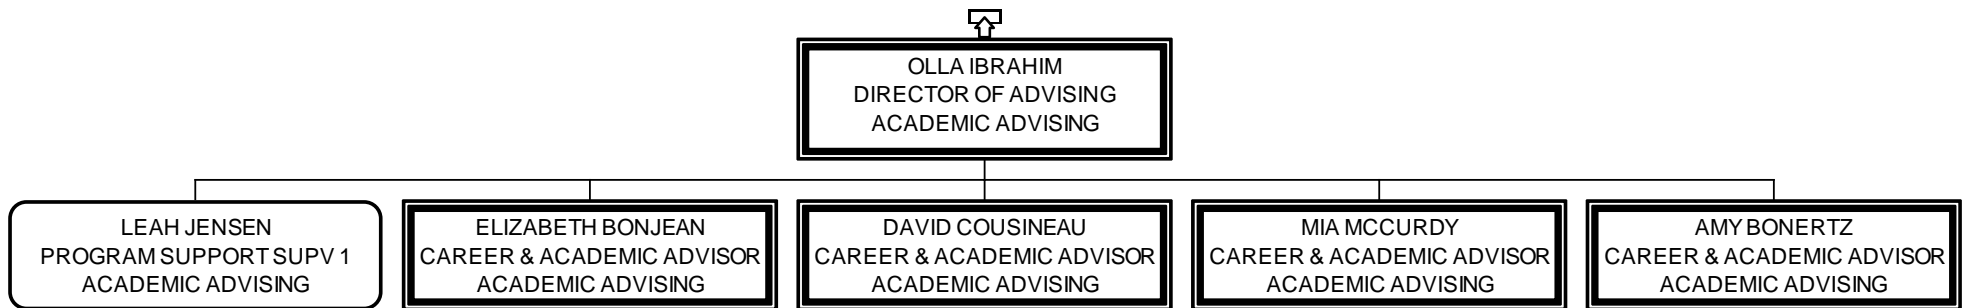 OLLA IBRAHIM
DIRECTOR OF ADVISING
ACADEMIC ADVISING
LEAH JENSEN
PROGRAM SUPPORT SUPV 1
ACADEMIC ADVISING
ELIZABETH BONJEAN
CAREER & ACADEMIC ADVISOR
ACADEMIC ADVISING
DAVID COUSINEAU
CAREER & ACADEMIC ADVISOR
ACADEMIC ADVISING
MIA MCCURDY
CAREER & ACADEMIC ADVISOR
ACADEMIC ADVISING
AMY BONERTZ
CAREER & ACADEMIC ADVISOR
ACADEMIC ADVISING